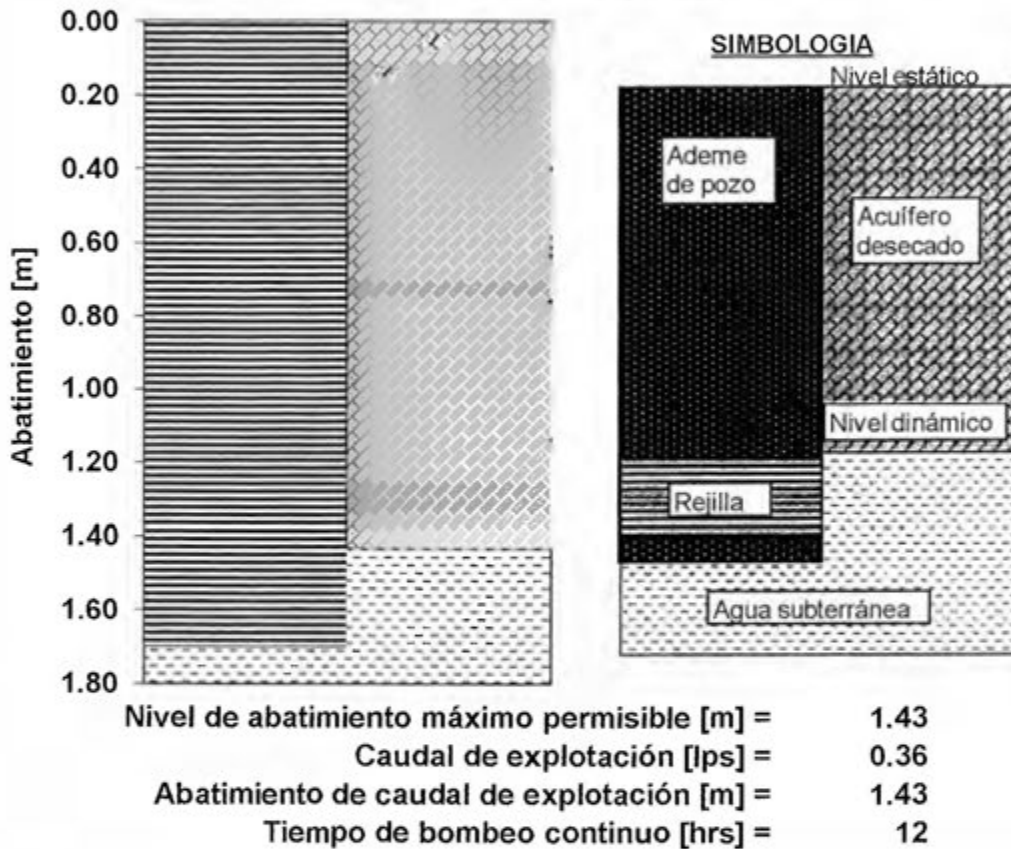 Abatimiento [m]
0.00
0.20
0.40
0.60
0.80
1.00
1.20
1.40
1.60
1.80
SIMBOLOGIA
Nivel estático
Ademe
de pozo
Acuífero
desecado
Nivel dinámico
Rejilla
Agua subterránea
Nivel de abatimiento máximo permisible [m] = 1.43
Caudal de explotación [lps] = 0.36
Abatimiento de caudal de explotación [m] = 1.43
Tiempo de bombeo continuo [hrs] = 12